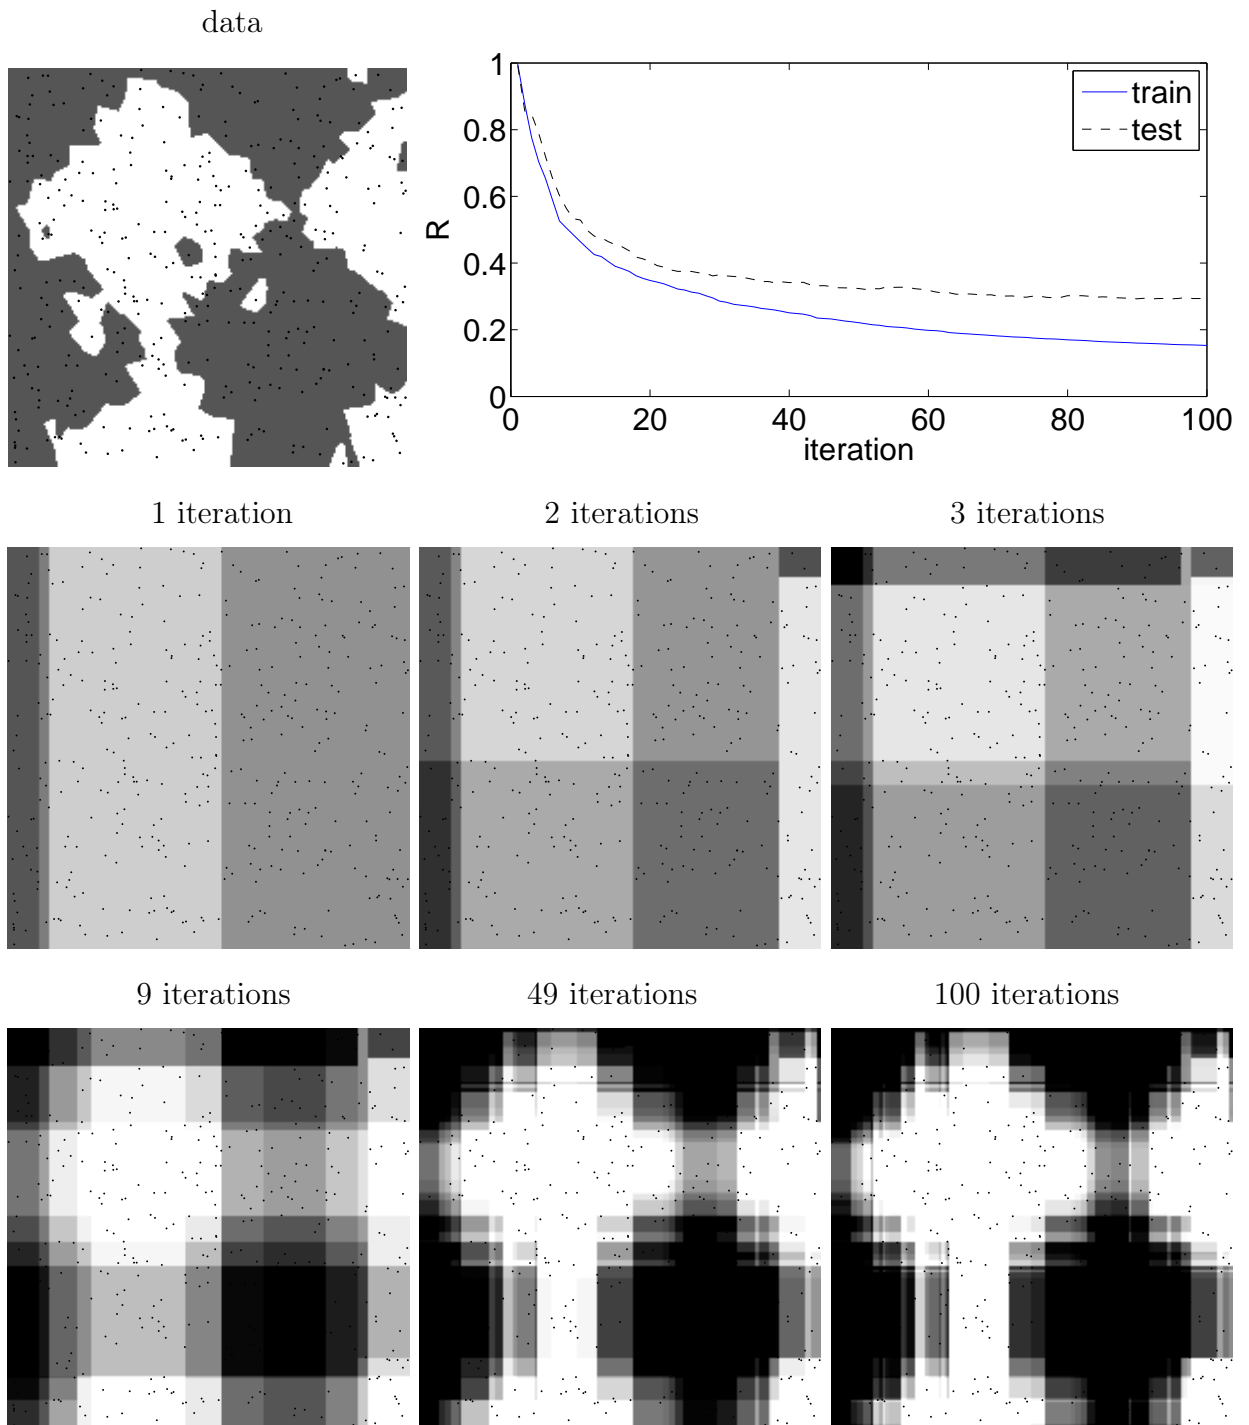 data
1
0.8
0.6
0.4
0.2
0
R
train
test
0 20 40 60 80 100
iteration
1 iteration 2 iterations 3 iterations
9 iterations 49 iterations 100 iterations